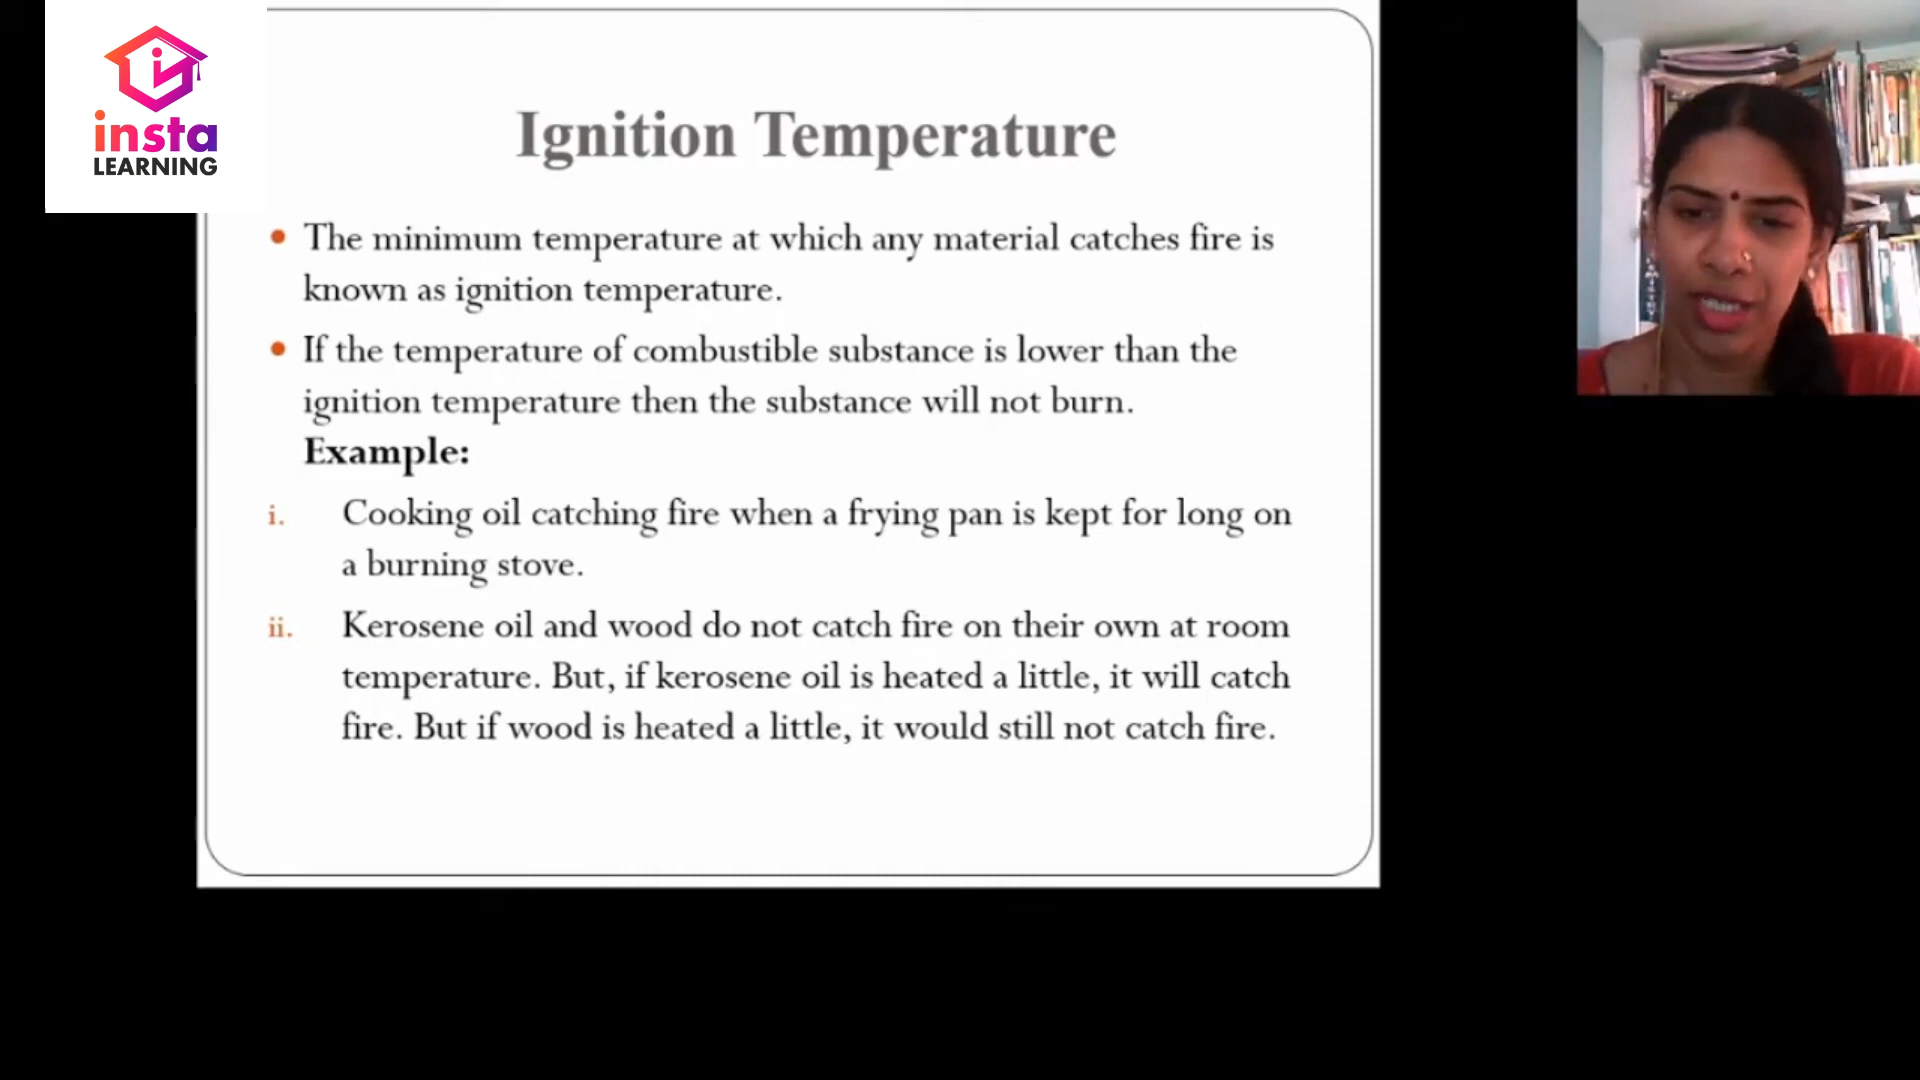 insta
LEARNING
Ignition Temperature
• The minimum temperature at which any material catches fire is
known as ignition temperature.
• If the temperature of combustible substance is lower than the
ignition temperature then the substance will not burn.
Example:
i. Cooking oil catching fire when a frying pan is kept for long on
a burning stove.
ii. Kerosene oil and wood do not catch fire on their own at room
temperature. But, if kerosene oil is heated a little, it will catch
fire. But if wood is heated a little, it would still not catch fire.